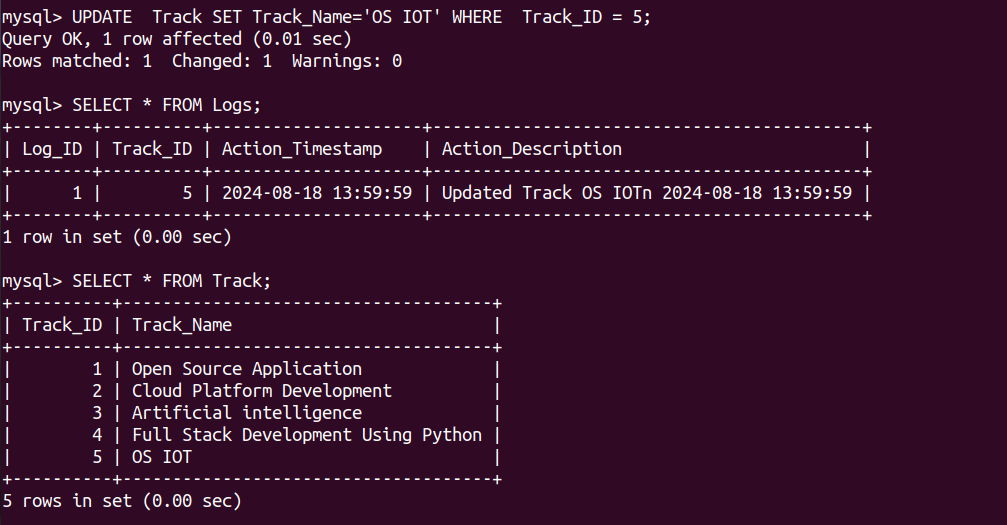 mysql> UPDATE  Track SET Track_Name='OS IOT' WHERE  Track_ID = 5;
Query OK, 1 row affected (0.01 sec)
Rows matched: 1  Changed: 1  Warnings: 0

mysql> SELECT * FROM Logs;
+--------+----------+---------------------+-------------------------------------------+
| Log_ID | Track_ID | Action_Timestamp    | Action_Description                        |
+--------+----------+---------------------+-------------------------------------------+
|      1 |        5 | 2024-08-18 13:59:59 | Updated Track OS IOTn 2024-08-18 13:59:59 |
+--------+----------+---------------------+-------------------------------------------+
1 row in set (0.00 sec)

mysql> SELECT * FROM Track;
+----------+-------------------------------------+
| Track_ID | Track_Name                          |
+----------+-------------------------------------+
|        1 | Open Source Application             |
|        2 | Cloud Platform Development          |
|        3 | Artificial intelligence             |
|        4 | Full Stack Development Using Python |
|        5 | OS IOT                              |
+----------+-------------------------------------+
5 rows in set (0.00 sec)